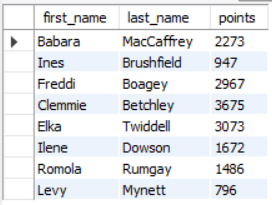 first_name last_name points
Babara MacCaffrey 2273
Ines Brushfield 947
Freddi Boagey 2967
Clemmie Betchley 3675
Elka Twiddell 3073
Ilene Dowson 1672
Romola Rumgay 1486
Levy Mynett 796